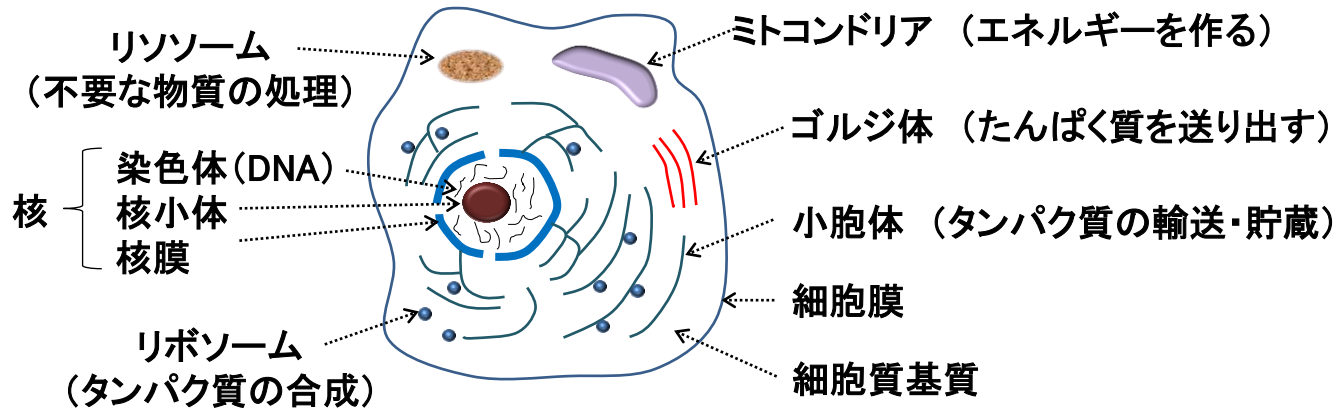 リソソーム
（不要な物質の処理）
核
染色体（DNA）
核小体
核膜
リボソーム
（タンパク質の合成）
ミトコンドリア （エネルギーを作る）
ゴルジ体 （たんぱく質を送り出す）
小胞体 （タンパク質の輸送・貯蔵）
細胞膜
細胞質基質